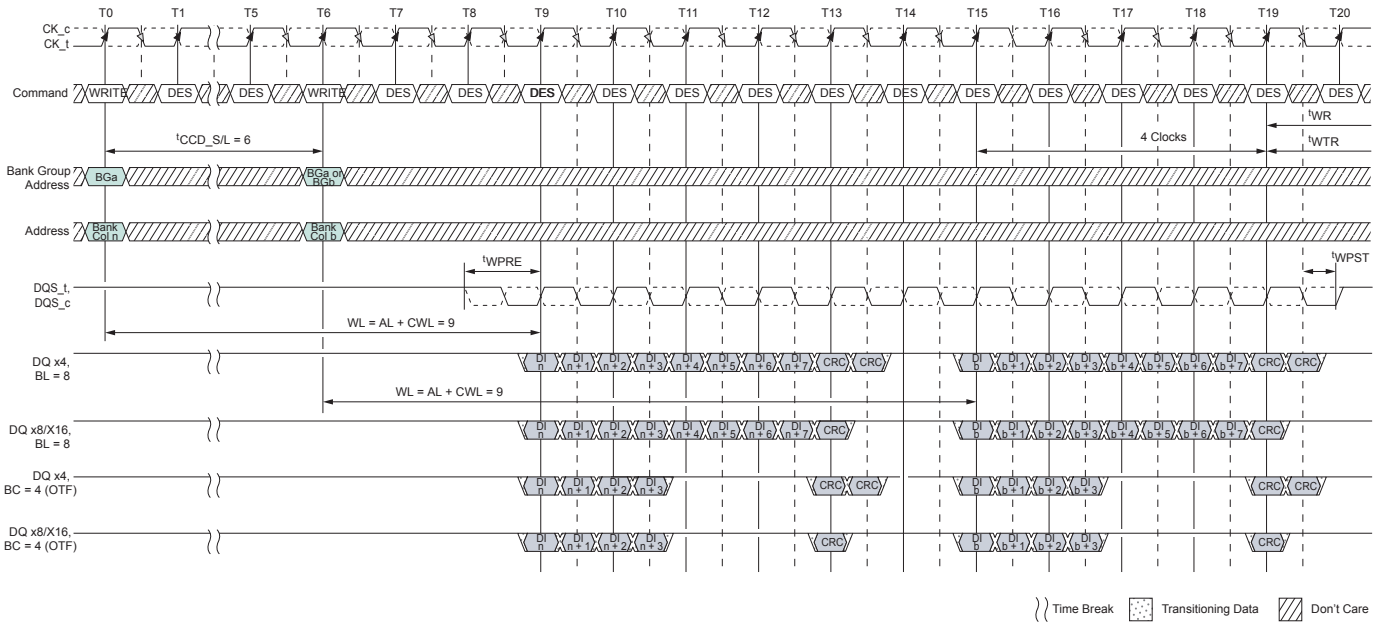 T0 T1 T5 T6 T7 T8 T9 T10 T11 T12 T13 T14 T15 T16 T17 T18 T19 T20
CK_c
CK_t
Command WRITE DES DES WRITE DES DES DES DES DES DES DES DES DES DES DES DES DES DES
tWR
tCCD_S/L = 6
4 Clocks
tWTR
Bank Group
Address
BGa
BGa or
BGb
Address
Bank
Col n
Bank
Col b
tWPRE
tWPST
DQS_t,
DQS_c
WL = AL + CWL = 9
DQ x4,
BL = 8
DI
n
DI
n + 1
DI
n + 2
DI
n + 3
DI
n + 4
DI
n + 5
DI
n + 6
DI
n + 7
CRC CRC
DI
b
DI
b + 1
DI
b + 2
DI
b + 3
DI
b + 4
DI
b + 5
DI
b + 6
DI
b + 7
CRC CRC
WL = AL + CWL = 9
DQ x8/X16,
BL = 8
DI
n
DI
n + 1
DI
n + 2
DI
n + 3
DI
n + 4
DI
n + 5
DI
n + 6
DI
n + 7
CRC
DI
b
DI
b + 1
DI
b + 2
DI
b + 3
DI
b + 4
DI
b + 5
DI
b + 6
DI
b + 7
CRC
DQ x4,
BC = 4 (OTF)
DI
n
DI
n + 1
DI
n + 2
DI
n + 3
CRC CRC
DI
b
DI
b + 1
DI
b + 2
DI
b + 3
CRC CRC
DQ x8/X16,
BC = 4 (OTF)
DI
n
DI
n + 1
DI
n + 2
DI
n + 3
CRC
DI
b
DI
b + 1
DI
b + 2
DI
b + 3
CRC
Time Break Transitioning Data Don't Care